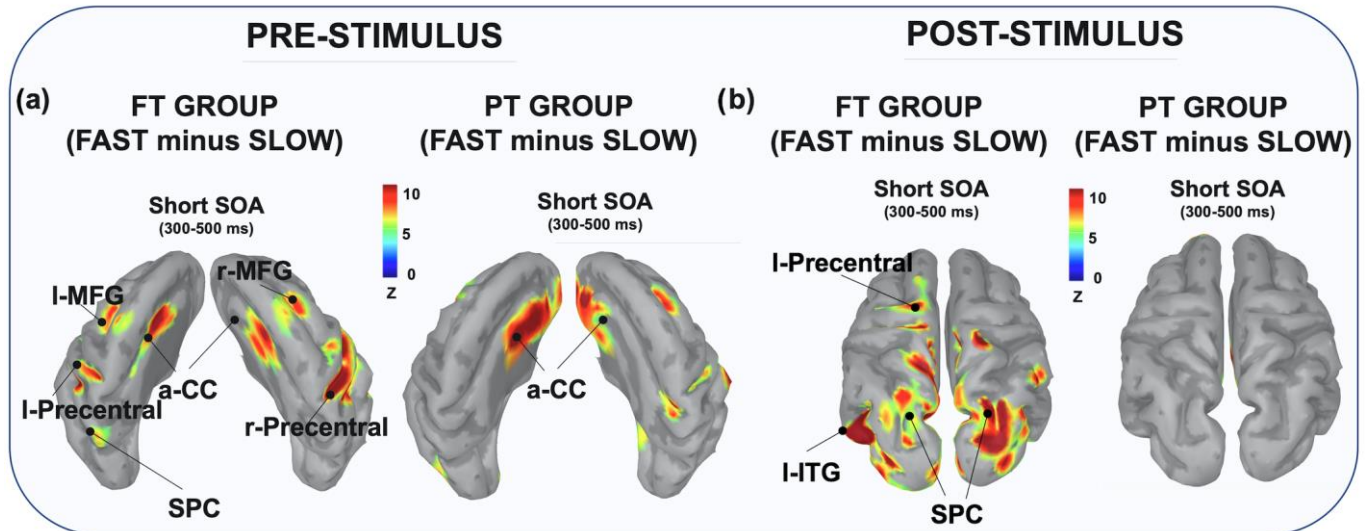 PRE-STIMULUS
POST-STIMULUS
(a)
FT GROUP
(FAST minus SLOW)
PT GROUP
(FAST minus SLOW)
(b)
FT GROUP
(FAST minus SLOW)
PT GROUP
(FAST minus SLOW)
Short SOA
(300-500 ms)
10
5
0
Z
Short SOA
(300-500 ms)
Short SOA
(300-500 ms)
10
5
0
Z
Short SOA
(300-500 ms)
l-MFG
r-MFG
l-Precentral
a-CC
r-Precentral
SPC
a-CC
l-Precentral
l-ITG
SPC